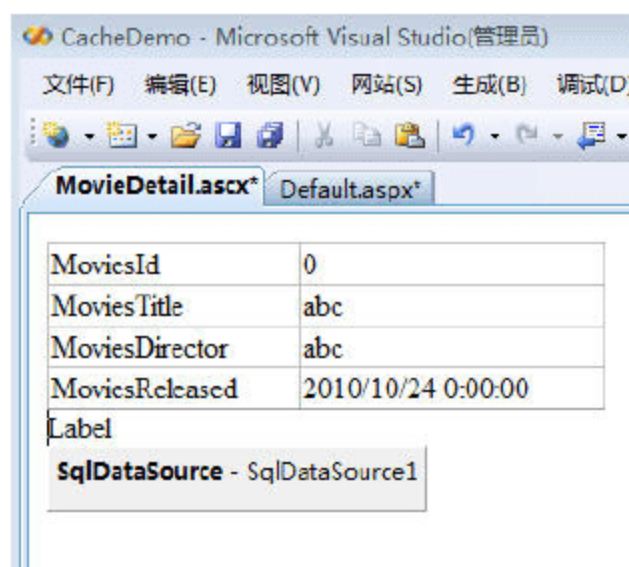 CacheDemo - Microsoft Visual Studio(管理员)
文件(F) 编辑(E) 视图(V) 网站(S) 生成(B) 调试(D)
MovieDetail.ascx* Default.aspx*
MoviesId 0
MoviesTitle abc
MoviesDirector abc
MoviesReleased 2010/10/24 0:00:00
Label
SqlDataSource - SqlDataSource1